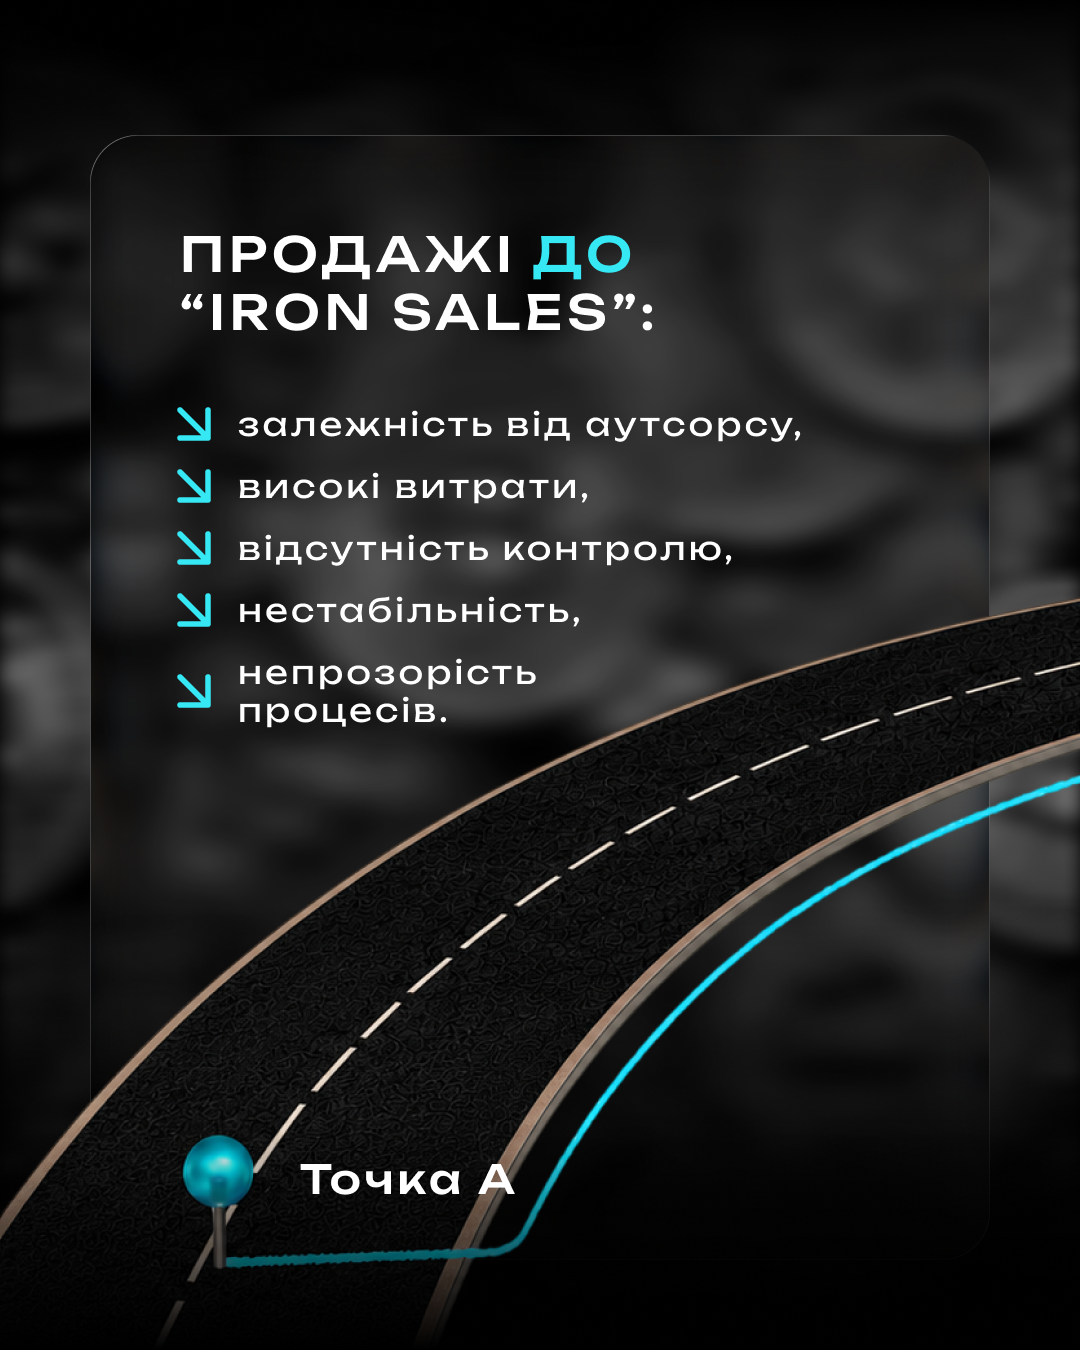 ПРОДАЖІ ДО
“IRON SALES”:
залежність від аутсорсу,
високі витрати,
відсутність контролю,
нестабільність,
непрозорість
процесів.
Точка А